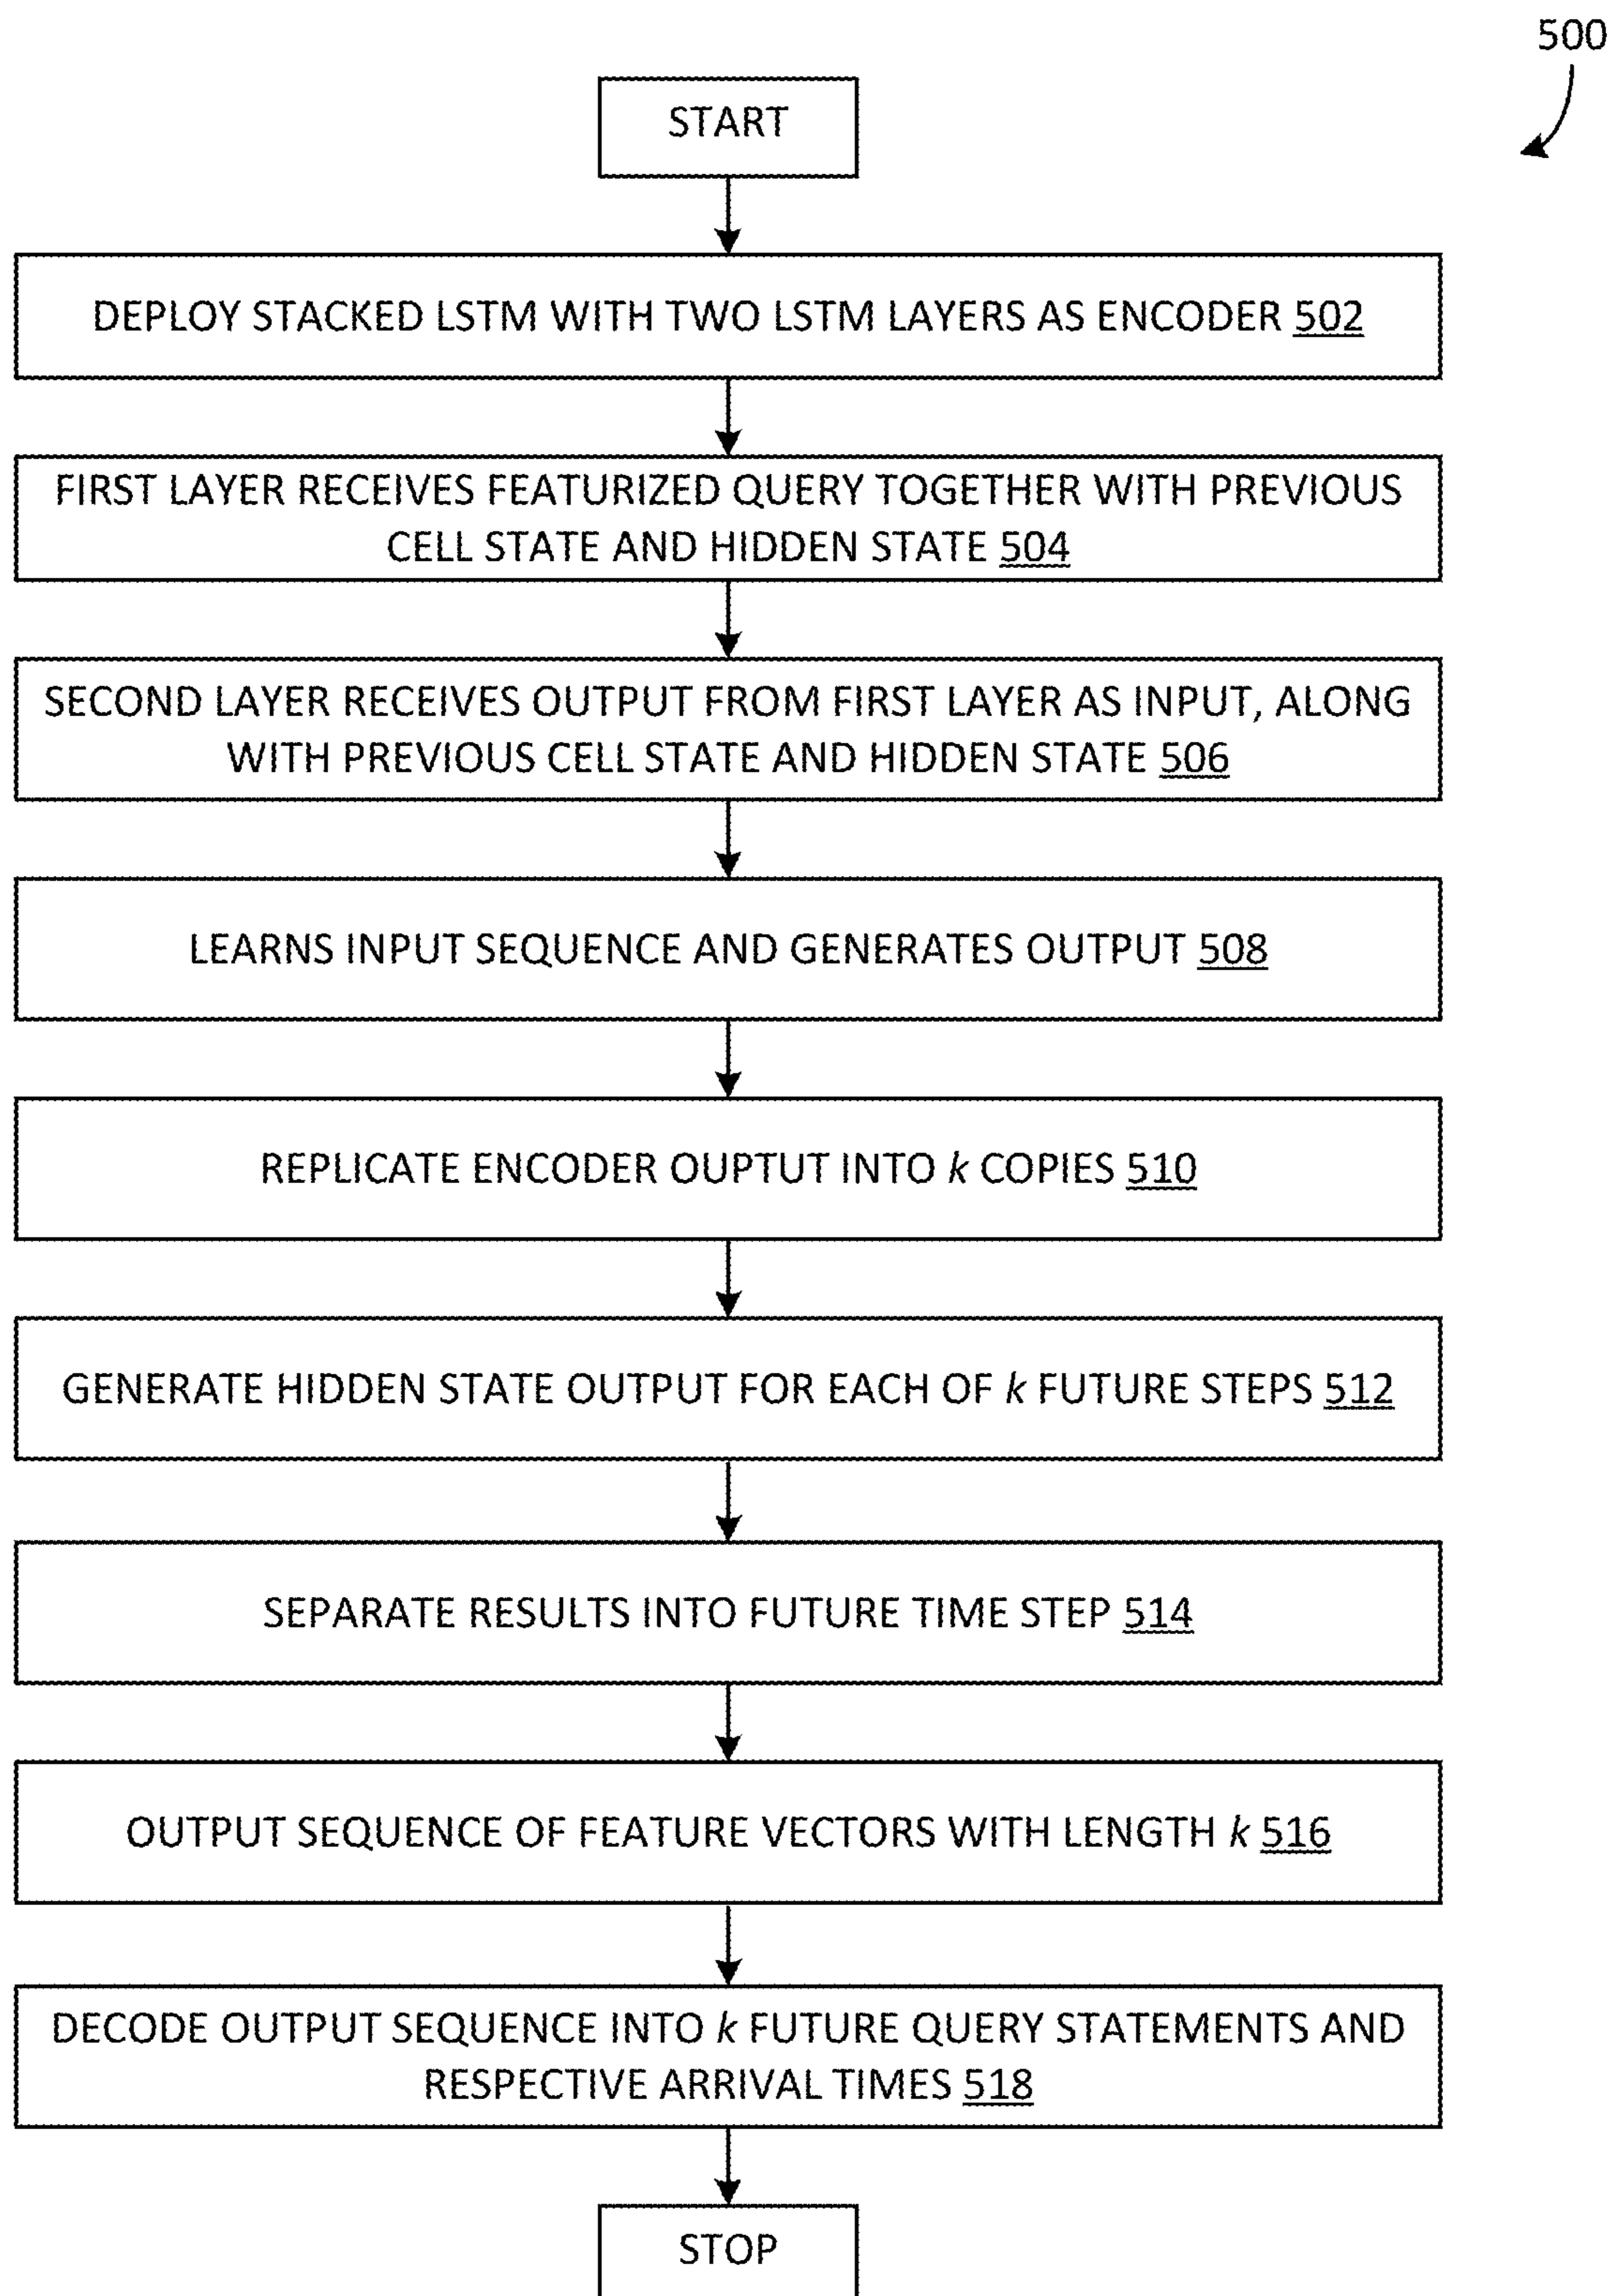 500
START
DEPLOY STACKED LSTM WITH TWO LSTM LAYERS AS ENCODER 502
FIRST LAYER RECEIVES FEATURIZED QUERY TOGETHER WITH PREVIOUS
CELL STATE AND HIDDEN STATE 504
SECOND LAYER RECEIVES OUTPUT FROM FIRST LAYER AS INPUT, ALONG
WITH PREVIOUS CELL STATE AND HIDDEN STATE 506
LEARNS INPUT SEQUENCE AND GENERATES OUTPUT 508
REPLICATE ENCODER OUPTUT INTO k COPIES 510
GENERATE HIDDEN STATE OUTPUT FOR EACH OF k FUTURE STEPS 512
SEPARATE RESULTS INTO FUTURE TIME STEP 514
OUTPUT SEQUENCE OF FEATURE VECTORS WITH LENGTH k 516
DECODE OUTPUT SEQUENCE INTO k FUTURE QUERY STATEMENTS AND
RESPECTIVE ARRIVAL TIMES 518
STOP